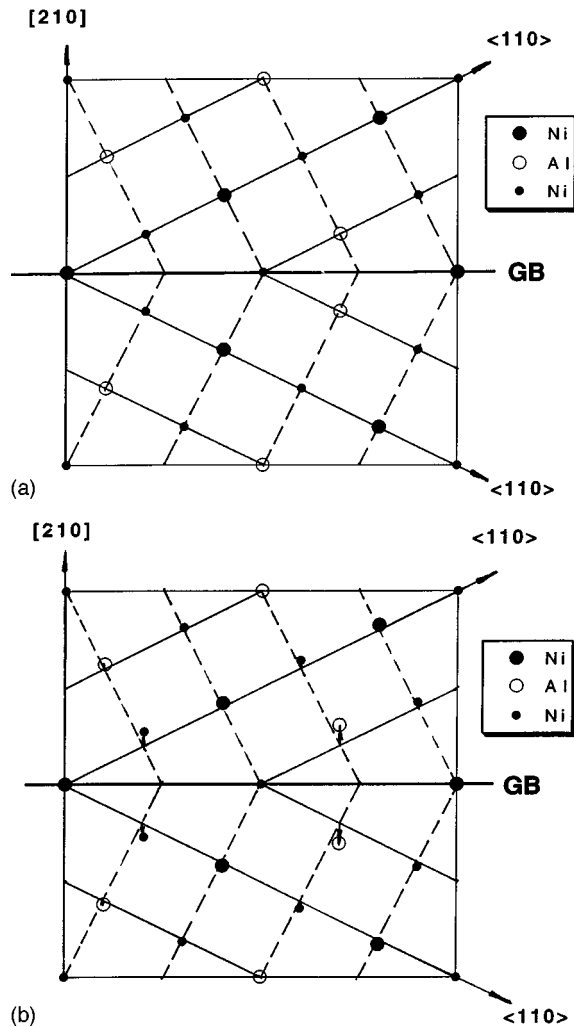 [210]
<110>
Ni
Al
Ni
GB
(a)
<110>
[210]
<110>
Ni
Al
Ni
GB
(b)
<110>